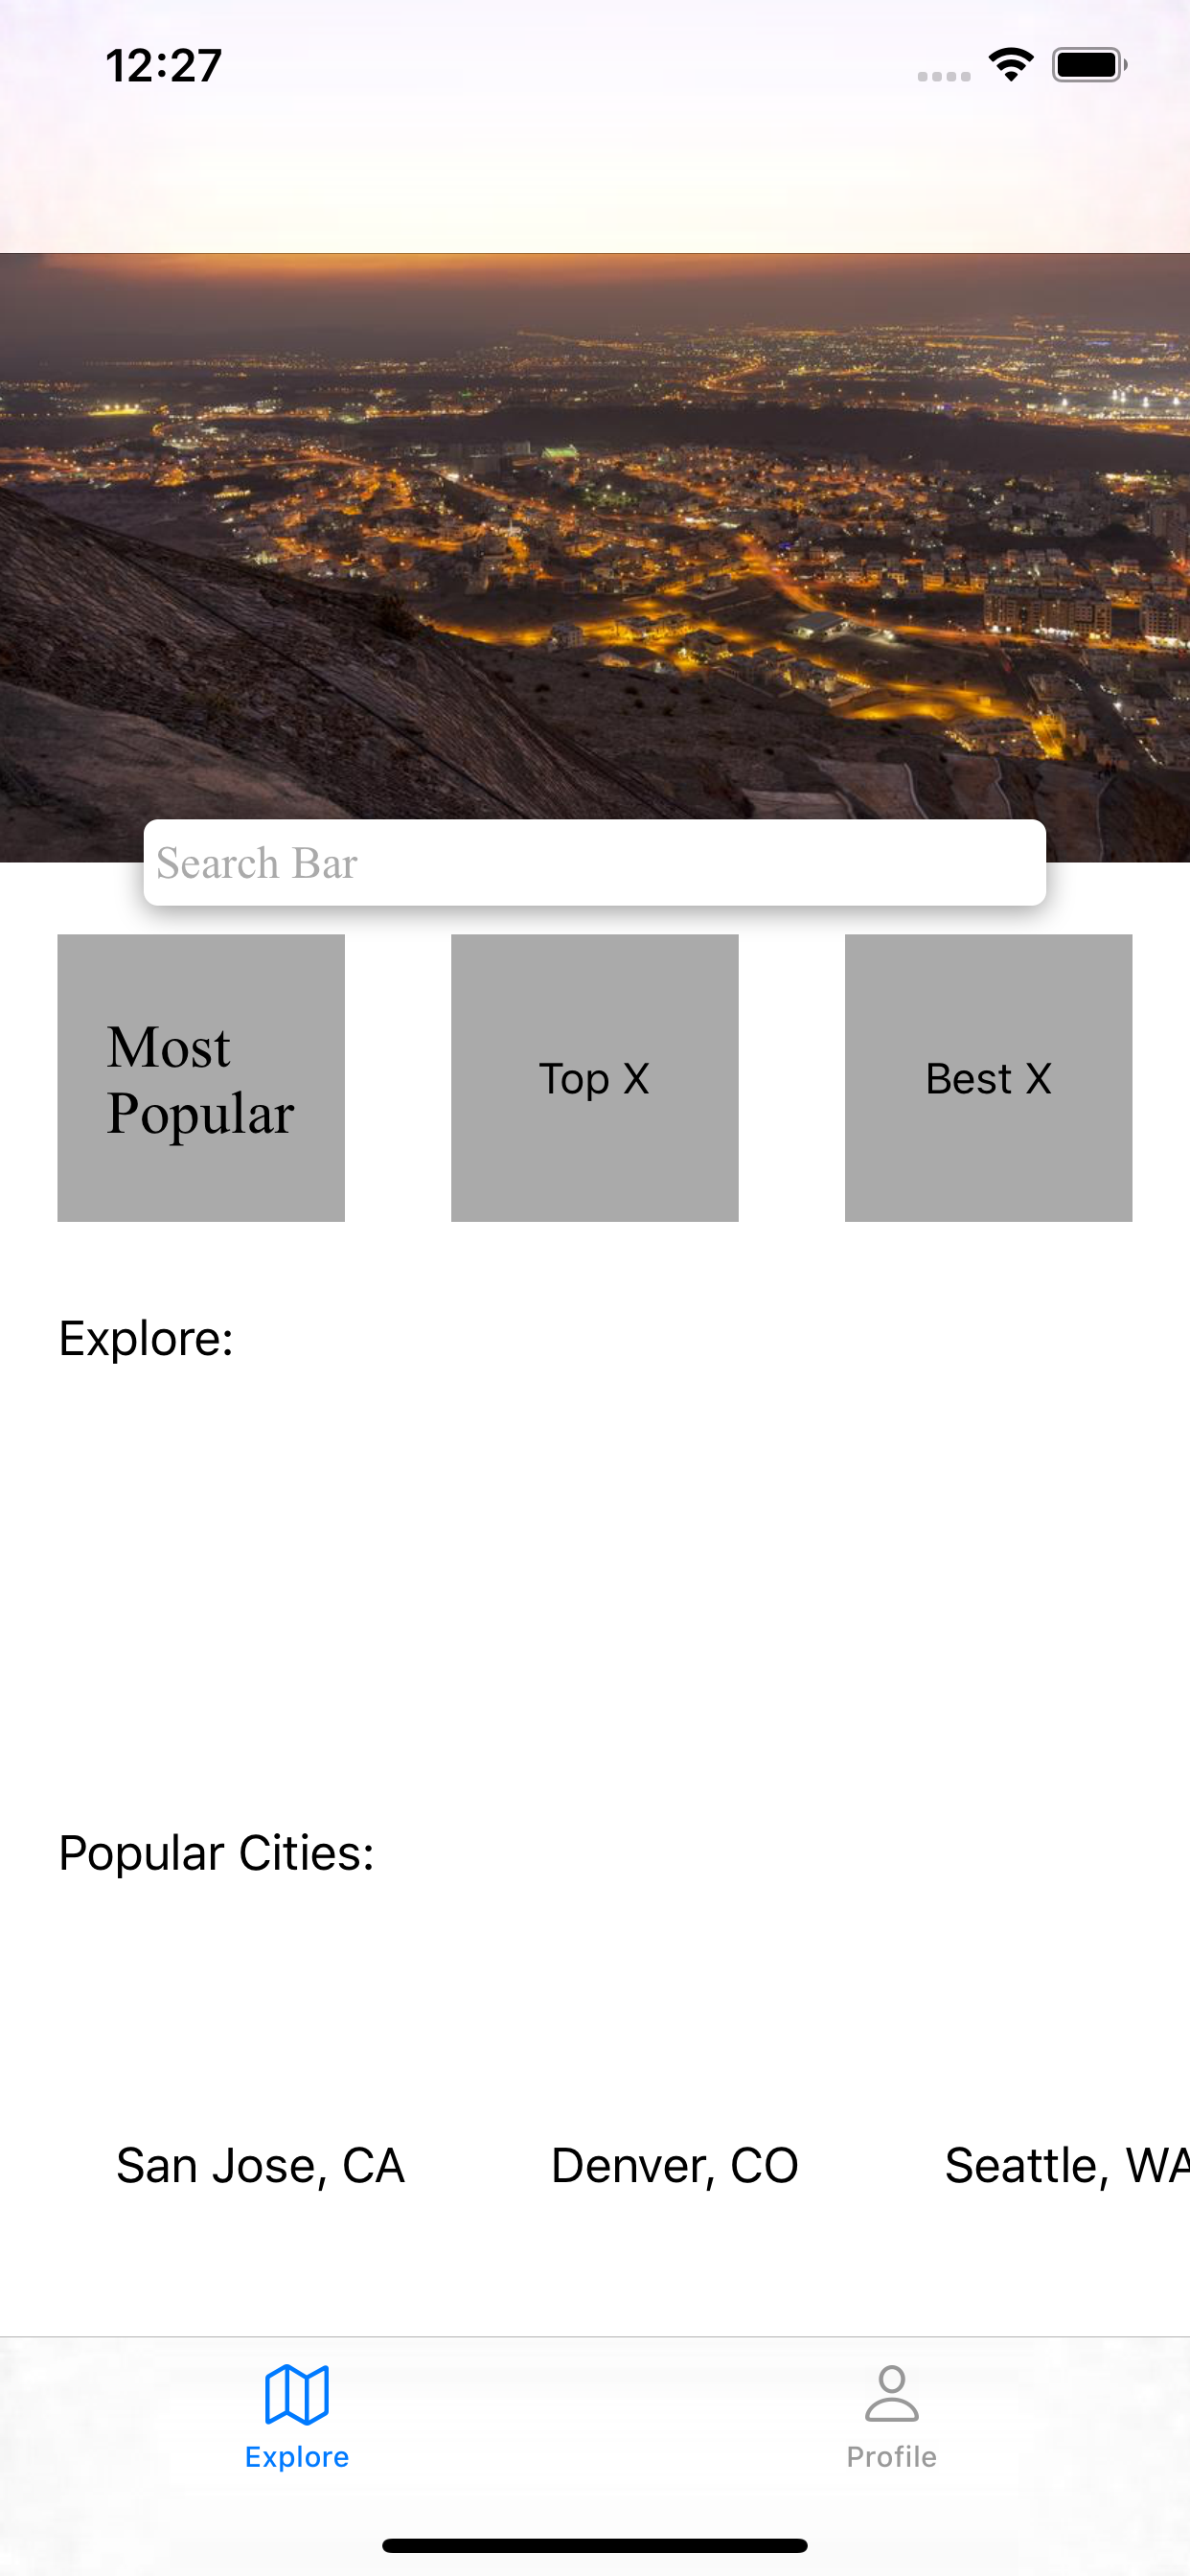 12:27
Search Bar
Most
Popular
Top X
Best X
Explore:
Popular Cities:
San Jose, CA
Denver, CO
Seattle, WA
Explore
Profile